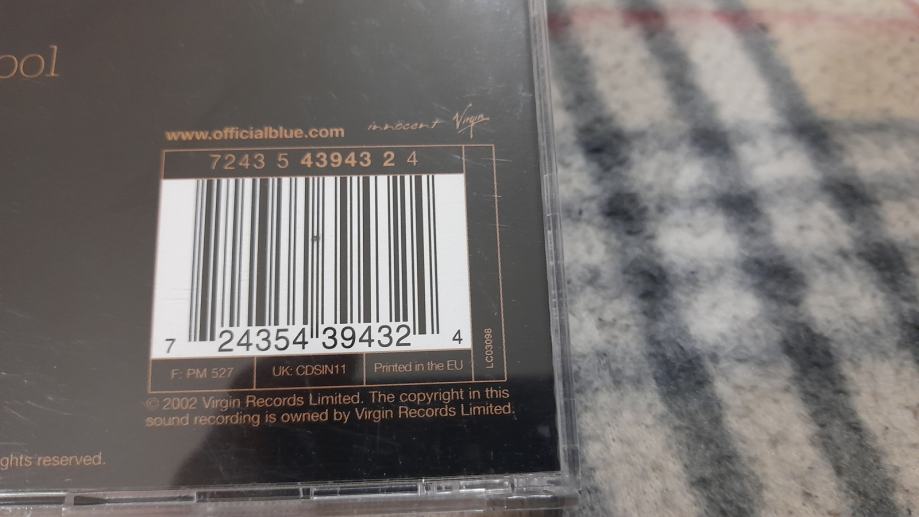 ool
www.officialblue.com innocent Virgin
7243 5 43943 2 4
7 24354 39432 4
LC03098
F: PM 527 UK: CDSIN11 Printed in the EU
© 2002 Virgin Records Limited. The copyright in this
sound recording is owned by Virgin Records Limited.
ghts reserved.